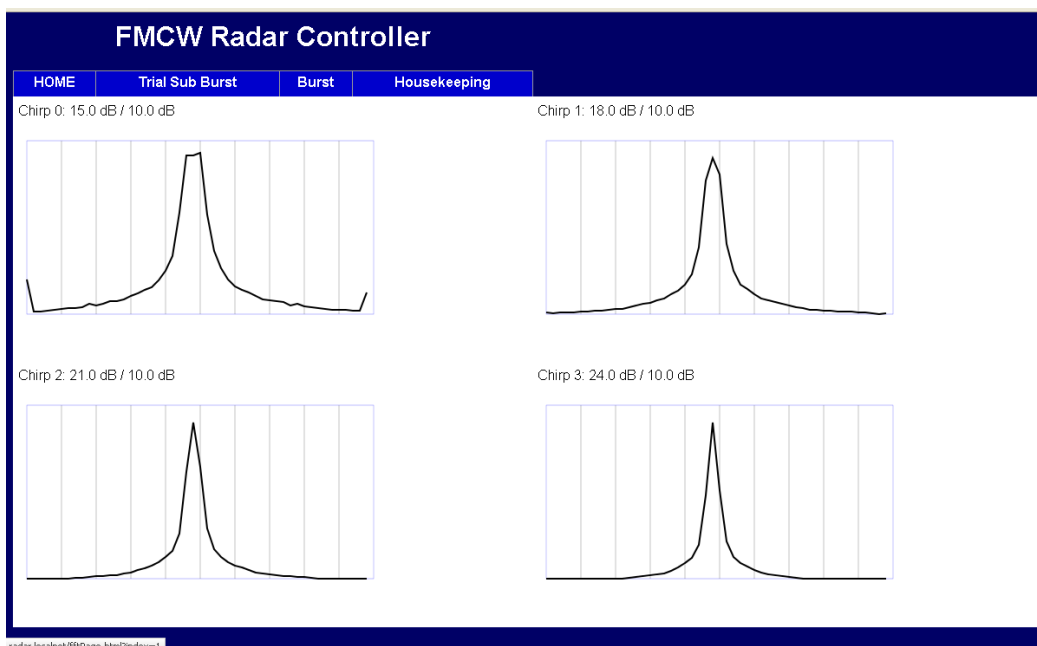 FMCW Radar Controller
HOME Trial Sub Burst Burst Housekeeping
Chirp 0: 15.0 dB / 10.0 dB
Chirp 1: 18.0 dB / 10.0 dB
Chirp 2: 21.0 dB / 10.0 dB
Chirp 3: 24.0 dB / 10.0 dB